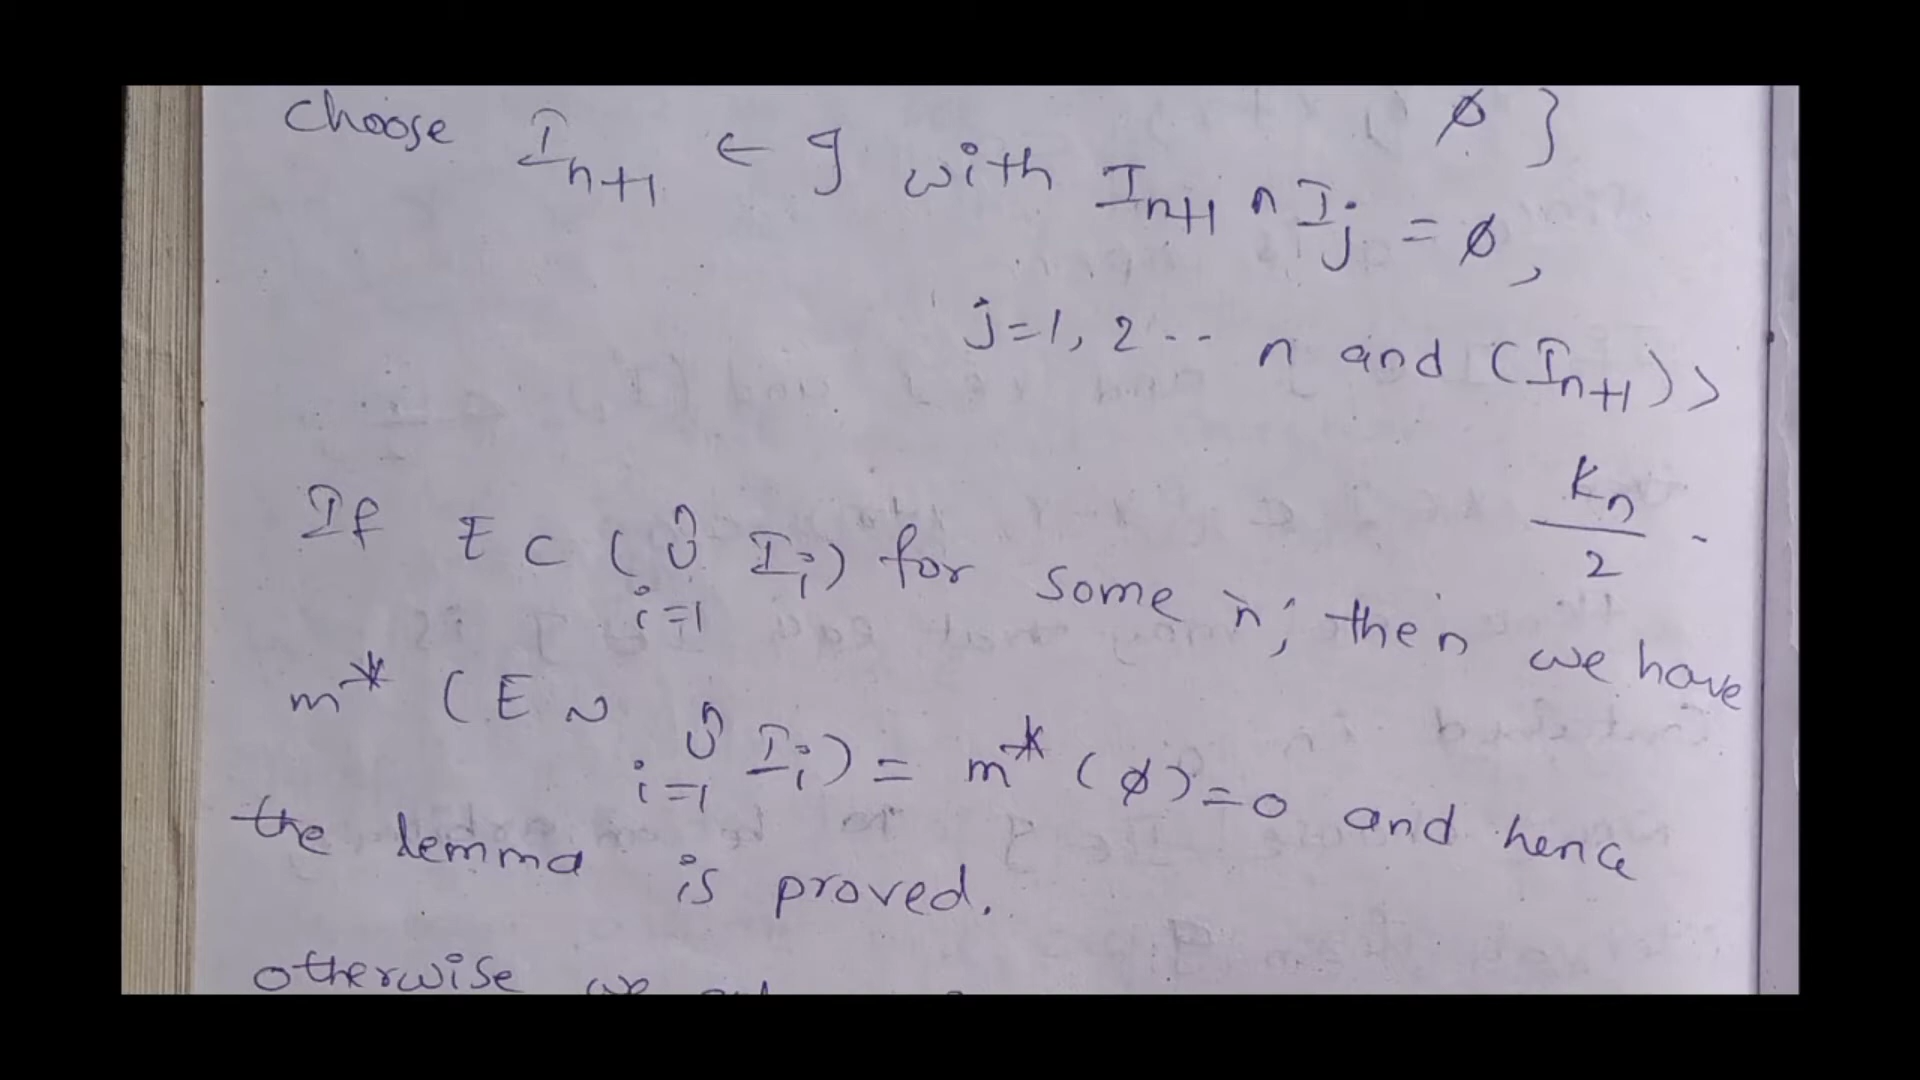 ∅ }
Choose I_{n+1} ∈ g with I_{n+1} ∩ I_j = ∅,
j=1, 2 -- n and (I_{n+1}) >
K_n/2 .
If E ⊂ (∪_{i=1}^{n} I_i) for some n, then we have
m* (E ~ ∪_{i=1}^{n} I_i) = m* (∅) = 0 and hence
the lemma is proved.
otherwise we